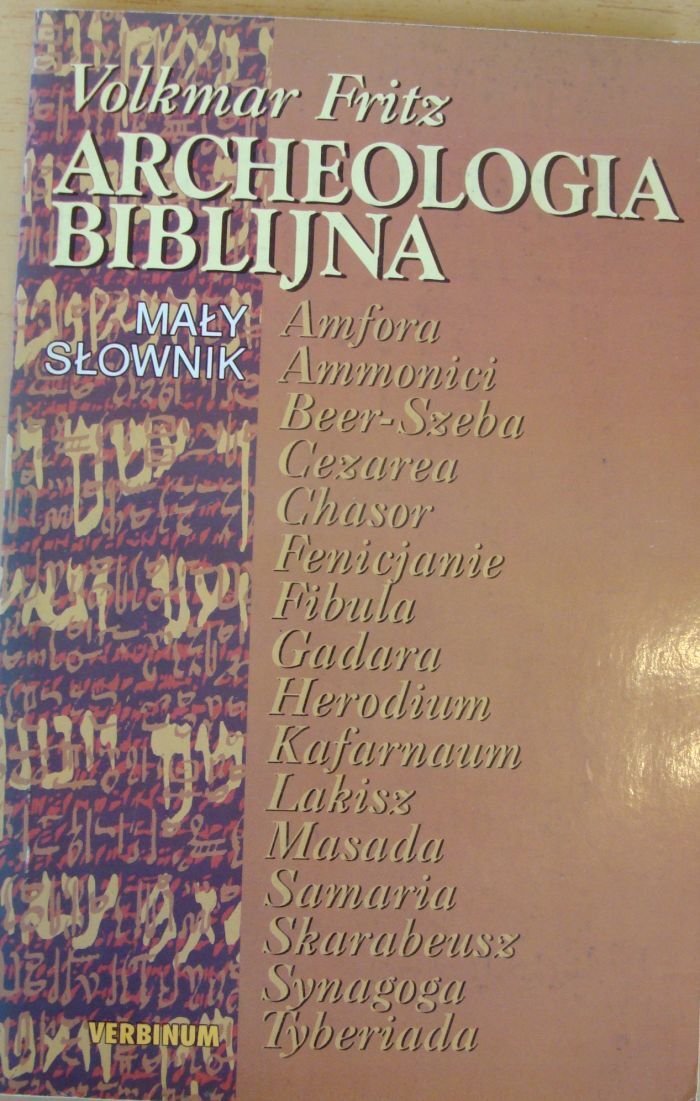 Volkmar Fritz
ARCHEOLOGIA
BIBLIJNA
MAŁY
SŁOWNIK
Amfora
Ammonici
Beer-Szeba
Cezarea
Chasor
Fenicjanie
Fibula
Gadara
Herodium
Kafarnaum
Lakisz
Masada
Samaria
Skarabeusz
Synagoga
Tyberiada
VERBINUM